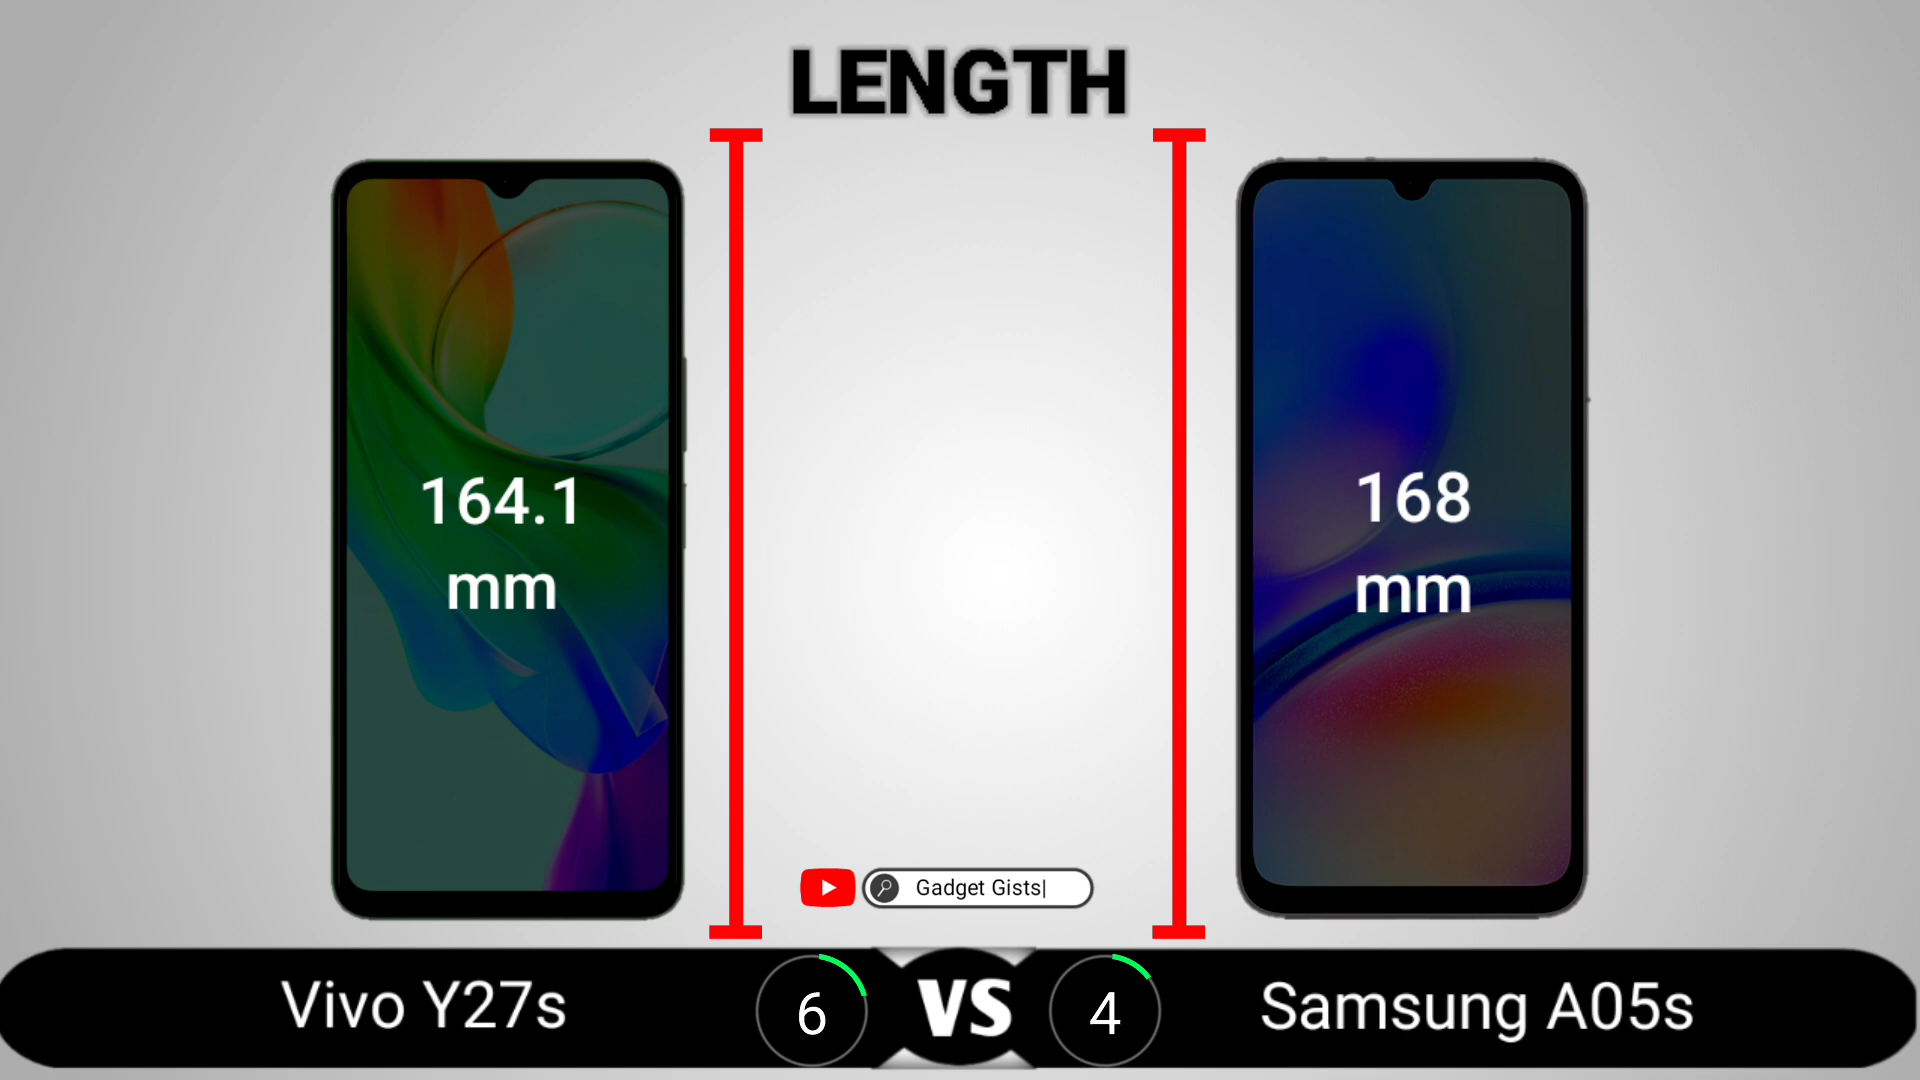 LENGTH
164.1
mm
168
mm
Gadget Gists|
Vivo Y27s
6
VS
4
Samsung A05s